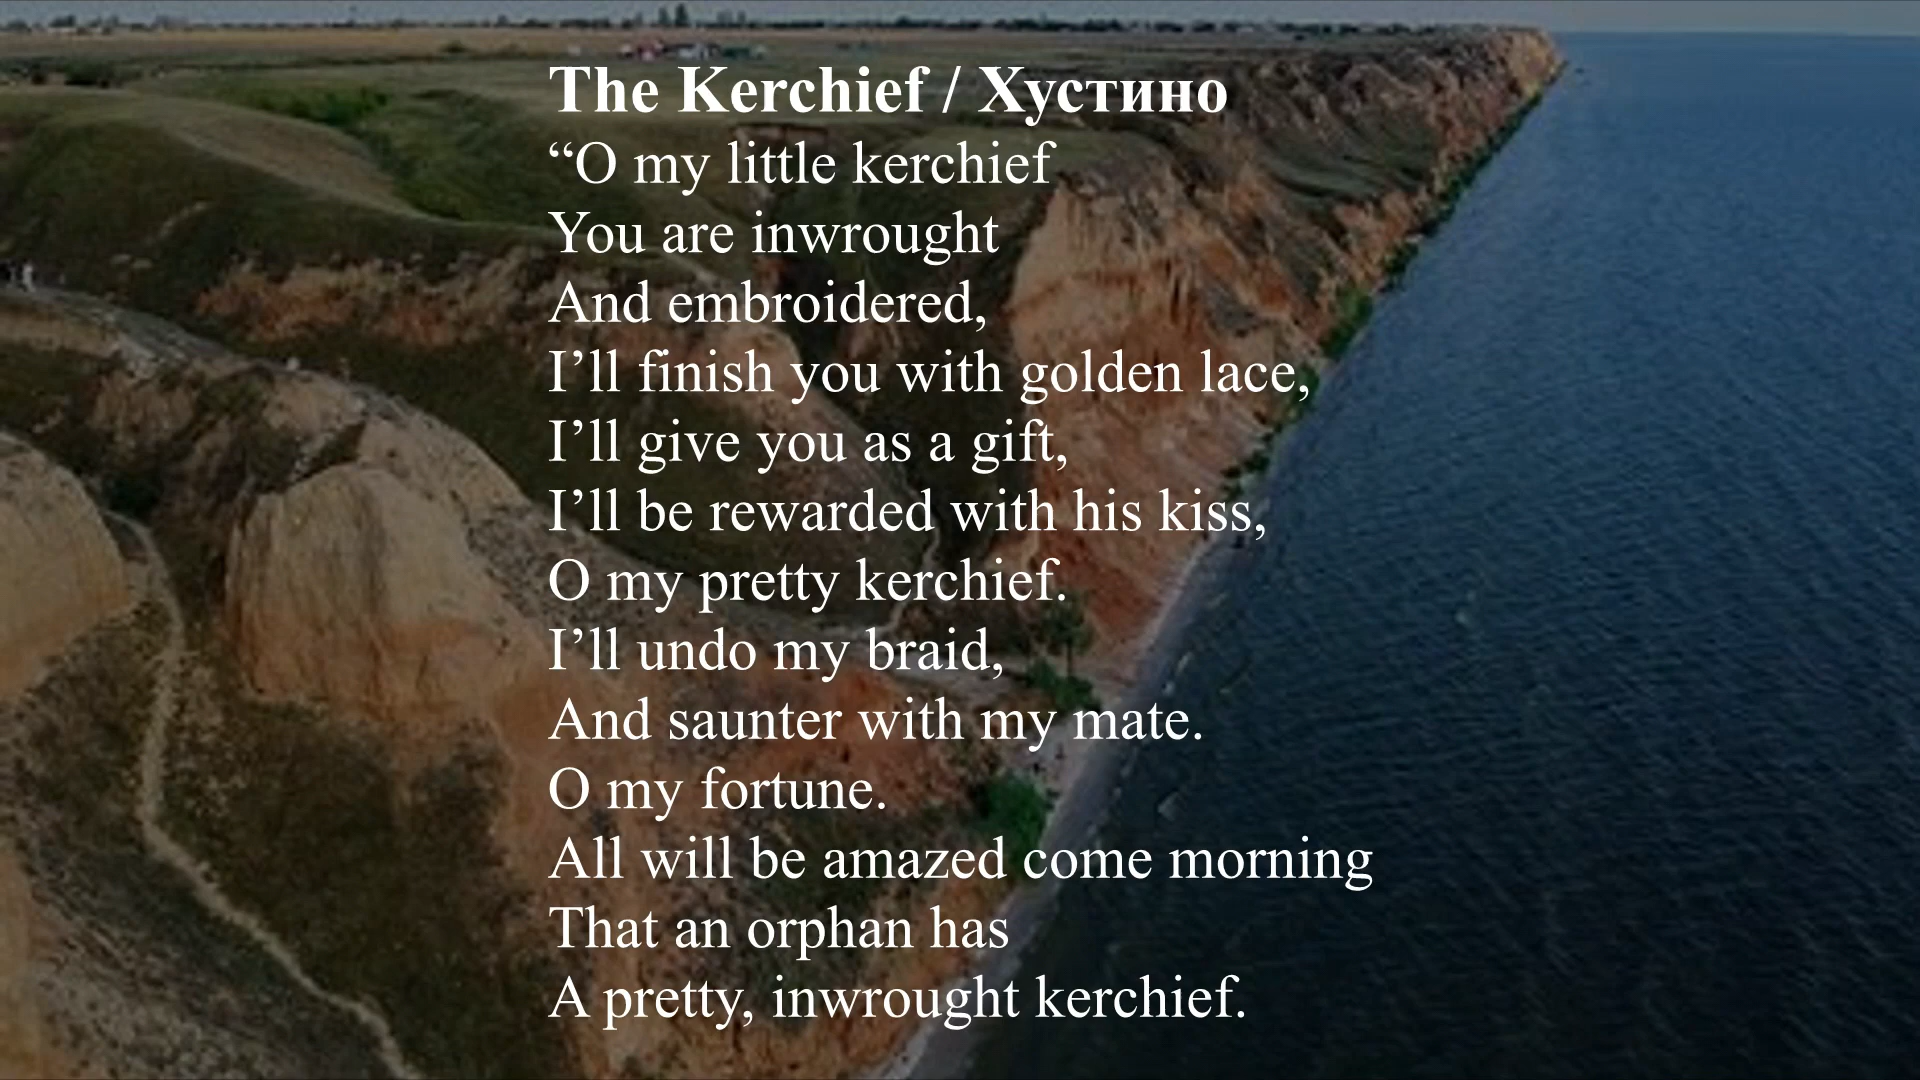 The Kerchief / Хустино
“O my little kerchief
You are inwrought
And embroidered,
I’ll finish you with golden lace,
I’ll give you as a gift,
I’ll be rewarded with his kiss,
O my pretty kerchief.
I’ll undo my braid,
And saunter with my mate.
O my fortune.
All will be amazed come morning
That an orphan has
A pretty, inwrought kerchief.